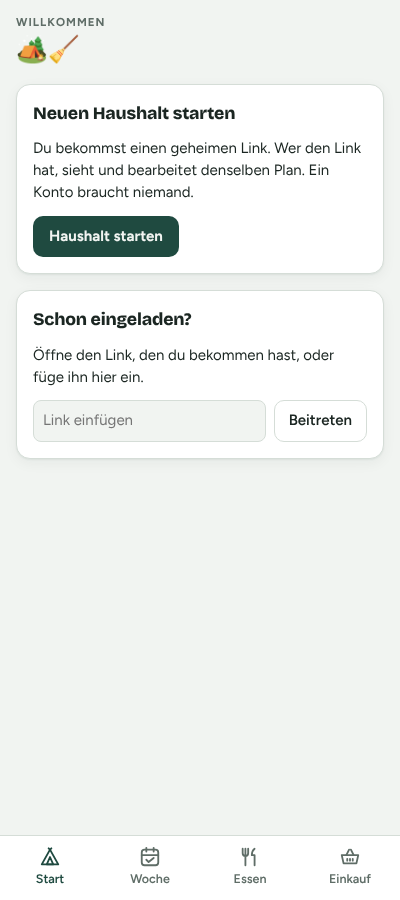 WILLKOMMEN
🏕️🧹
Neuen Haushalt starten
Du bekommst einen geheimen Link. Wer den Link
hat, sieht und bearbeitet denselben Plan. Ein
Konto braucht niemand.
Haushalt starten
Schon eingeladen?
Öffne den Link, den du bekommen hast, oder
füge ihn hier ein.
Link einfügen
Beitreten
Start
Woche
Essen
Einkauf